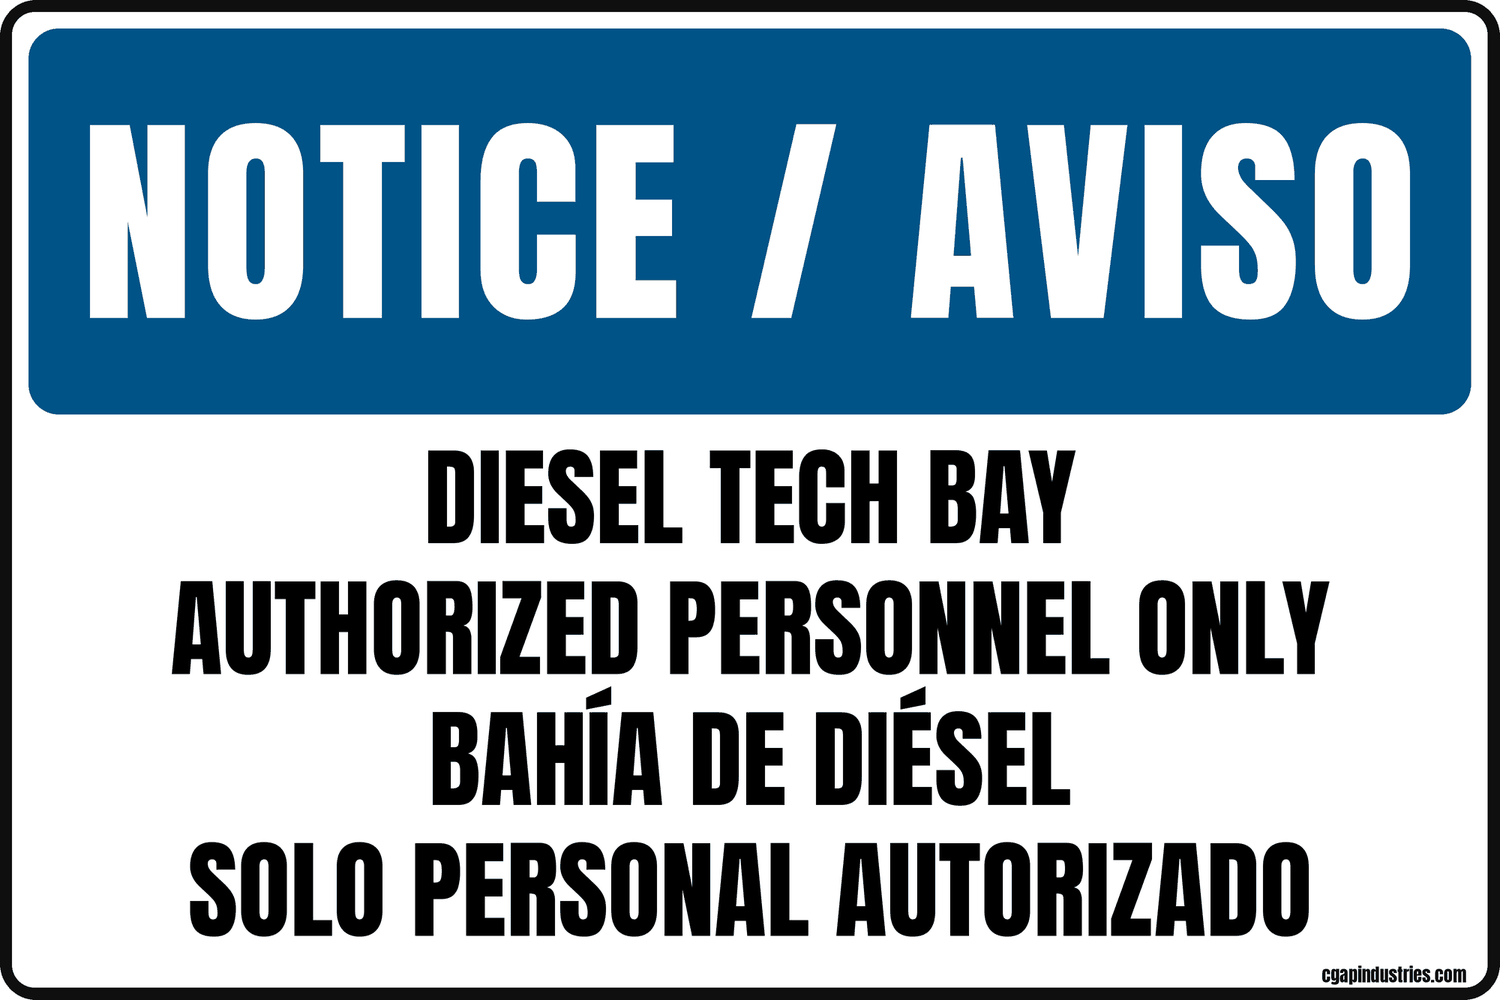 NOTICE / AVISO
DIESEL TECH BAY
AUTHORIZED PERSONNEL ONLY
BAHÍA DE DIÉSEL
SOLO PERSONAL AUTORIZADO
cgapindustries.com